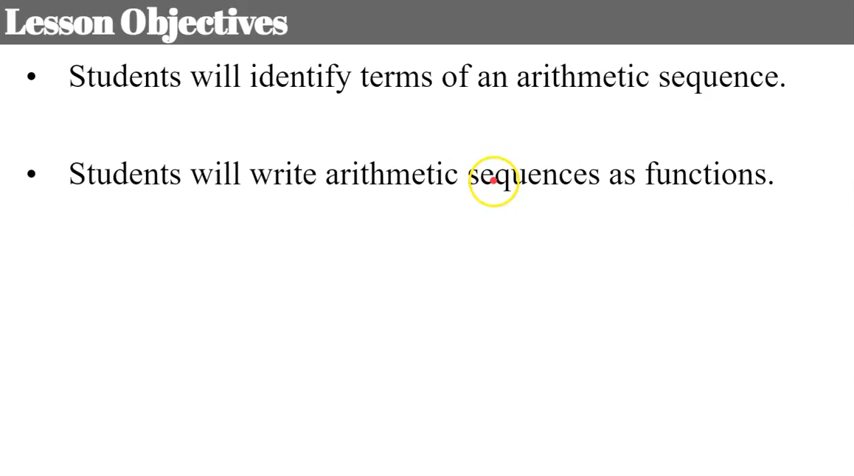 Lesson Objectives
• Students will identify terms of an arithmetic sequence.
• Students will write arithmetic sequences as functions.